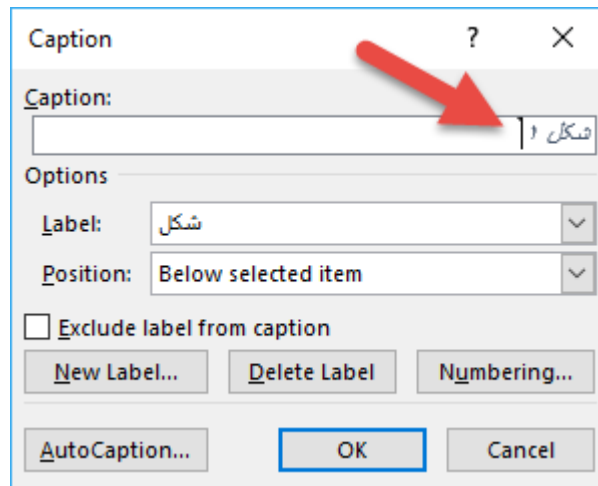 Caption ? ×
Caption:
شکل ۱
Options
Label: شکل
Position: Below selected item
Exclude label from caption
New Label... Delete Label Numbering...
AutoCaption... OK Cancel